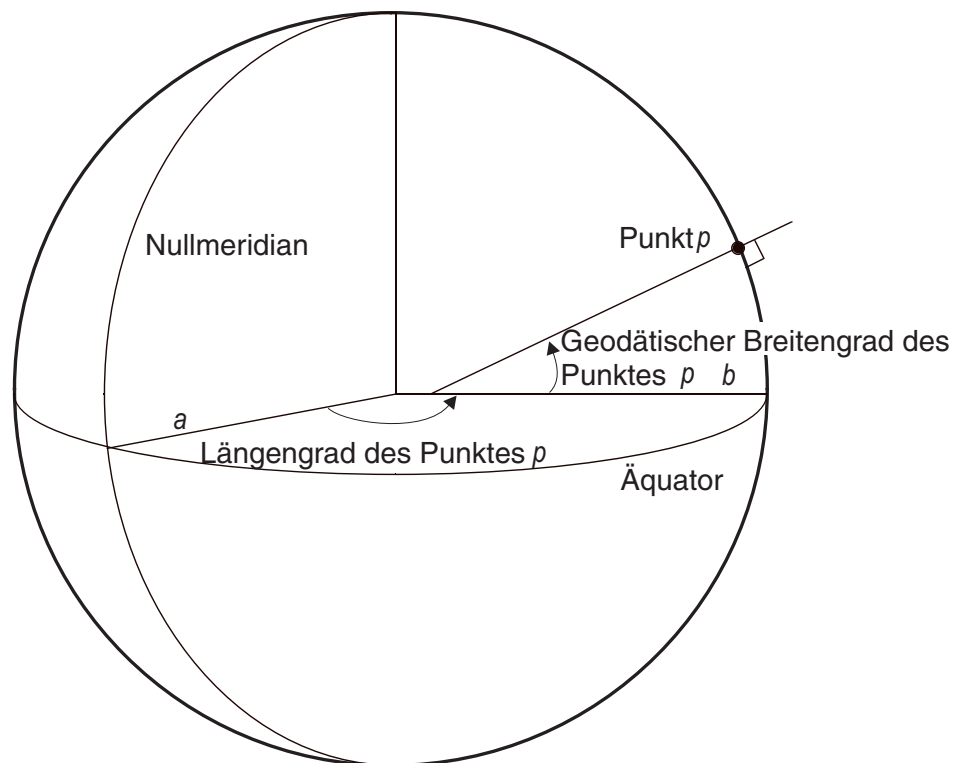 Punkt p
Nullmeridian
Geodätischer Breitengrad des
Punktes p b
a
Längengrad des Punktes p
Äquator